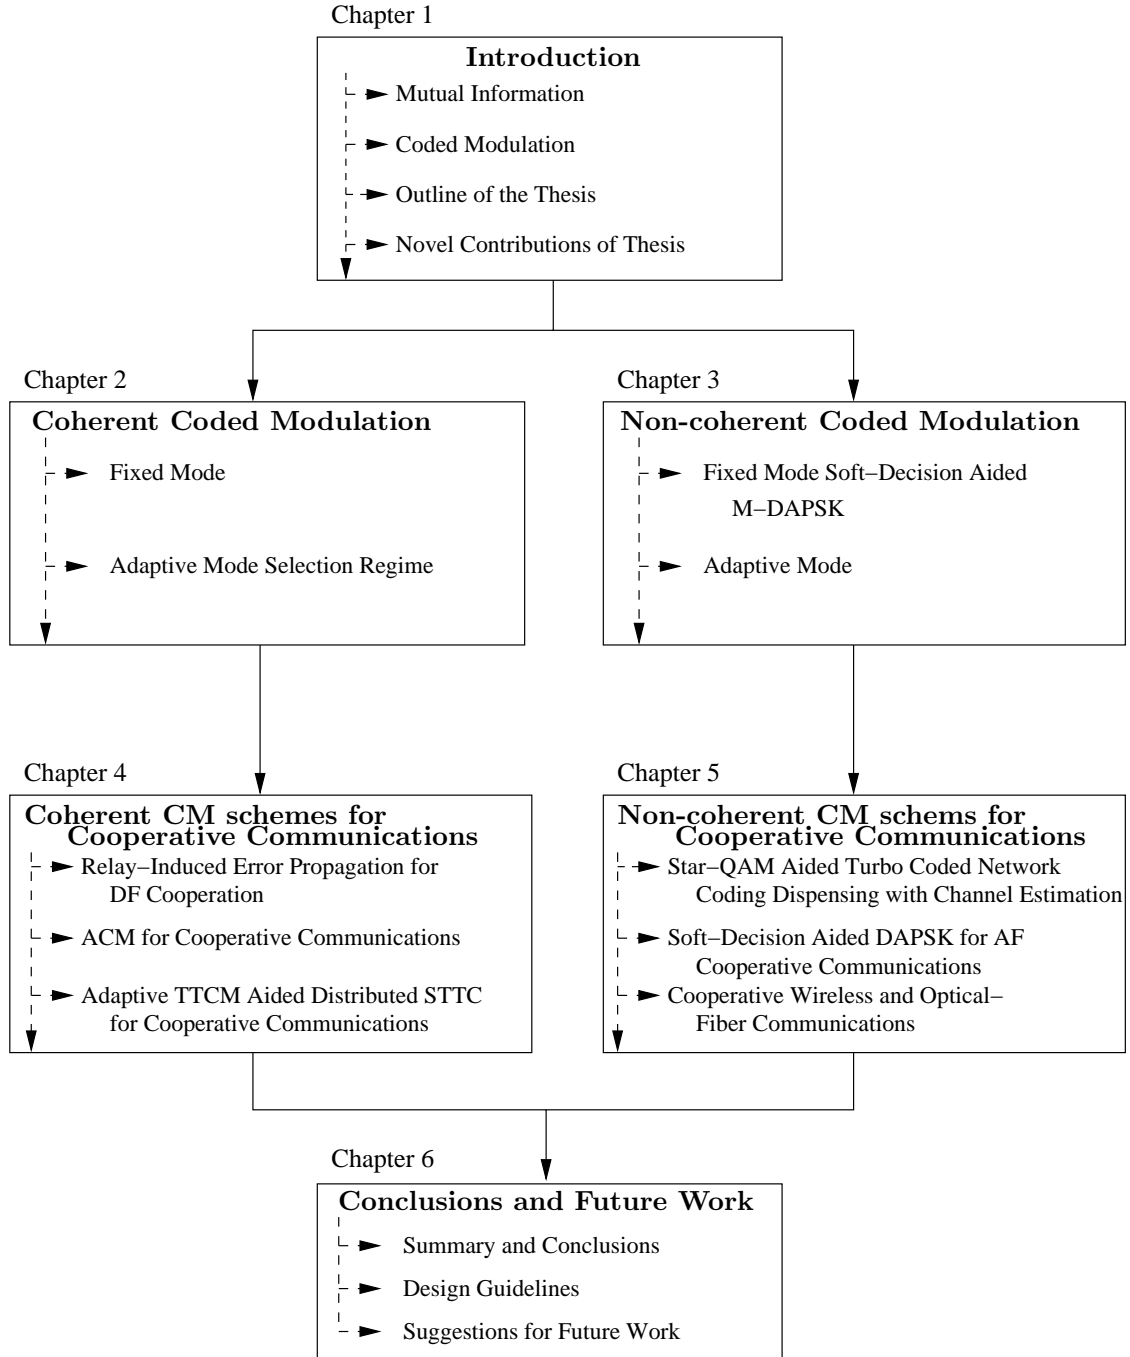 Chapter 1
Introduction
Mutual Information
Coded Modulation
Outline of the Thesis
Novel Contributions of Thesis
Chapter 2
Coherent Coded Modulation
Fixed Mode
Adaptive Mode Selection Regime
Chapter 3
Non-coherent Coded Modulation
Fixed Mode Soft−Decision Aided
M−DAPSK
Adaptive Mode
Chapter 4
Coherent CM schemes for
Cooperative Communications
Relay−Induced Error Propagation for
DF Cooperation
ACM for Cooperative Communications
Adaptive TTCM Aided Distributed STTC
for Cooperative Communications
Chapter 5
Non-coherent CM schems for
Cooperative Communications
Star−QAM Aided Turbo Coded Network
Coding Dispensing with Channel Estimation
Soft−Decision Aided DAPSK for AF
Cooperative Communications
Cooperative Wireless and Optical−
Fiber Communications
Chapter 6
Conclusions and Future Work
Summary and Conclusions
Design Guidelines
Suggestions for Future Work